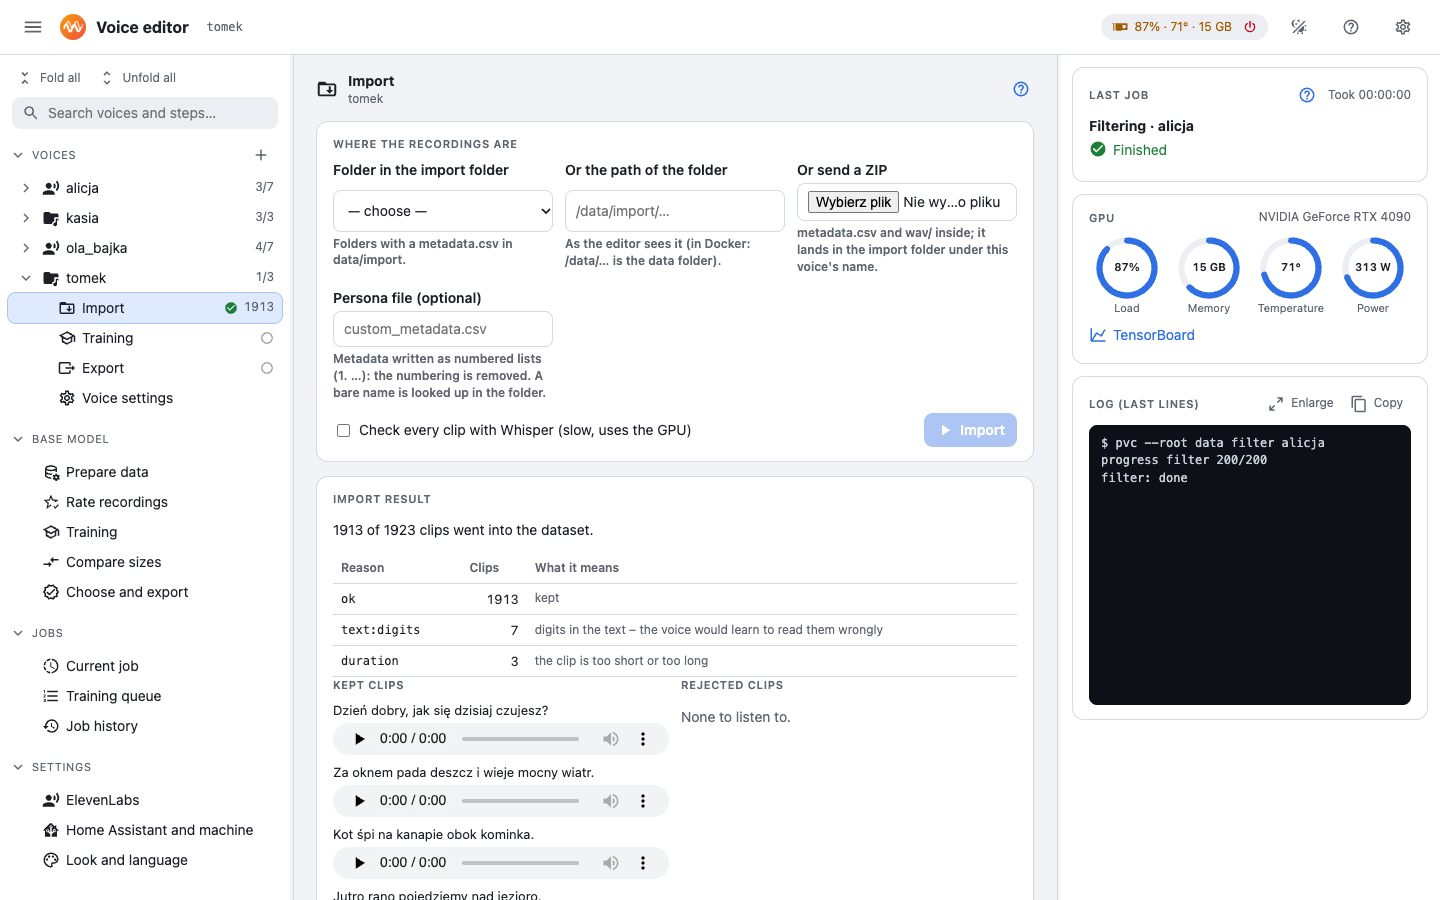 Voice editor
tomek
87% · 71° · 15 GB
Fold all
Unfold all
Search voices and steps...
VOICES
alicja
3/7
kasia
3/3
ola_bajka
4/7
tomek
1/3
Import
1913
Training
Export
Voice settings
BASE MODEL
Prepare data
Rate recordings
Training
Compare sizes
Choose and export
JOBS
Current job
Training queue
Job history
SETTINGS
ElevenLabs
Home Assistant and machine
Look and language
Import
tomek
WHERE THE RECORDINGS ARE
Folder in the import folder
— choose —
Folders with a metadata.csv in
data/import.
Or the path of the folder
/data/import/...
As the editor sees it (in Docker:
/data/... is the data folder).
Or send a ZIP
Wybierz plik
Nie wy...o pliku
metadata.csv and wav/ inside; it
lands in the import folder under this
voice's name.
Persona file (optional)
custom_metadata.csv
Metadata written as numbered lists
(1. ...): the numbering is removed. A
bare name is looked up in the folder.
Check every clip with Whisper (slow, uses the GPU)
Import
IMPORT RESULT
1913 of 1923 clips went into the dataset.
Reason Clips What it means
ok 1913 kept
text:digits 7 digits in the text – the voice would learn to read them wrongly
duration 3 the clip is too short or too long
KEPT CLIPS
Dzień dobry, jak się dzisiaj czujesz?
0:00 / 0:00
Za oknem pada deszcz i wieje mocny wiatr.
0:00 / 0:00
Kot śpi na kanapie obok kominka.
0:00 / 0:00
Jutro rano pojedziemy nad jezioro.
REJECTED CLIPS
None to listen to.
LAST JOB
Took 00:00:00
Filtering · alicja
Finished
GPU
NVIDIA GeForce RTX 4090
87%
15 GB
71°
313 W
Load
Memory
Temperature
Power
TensorBoard
LOG (LAST LINES)
Enlarge
Copy
$ pvc --root data filter alicja
progress filter 200/200
filter: done